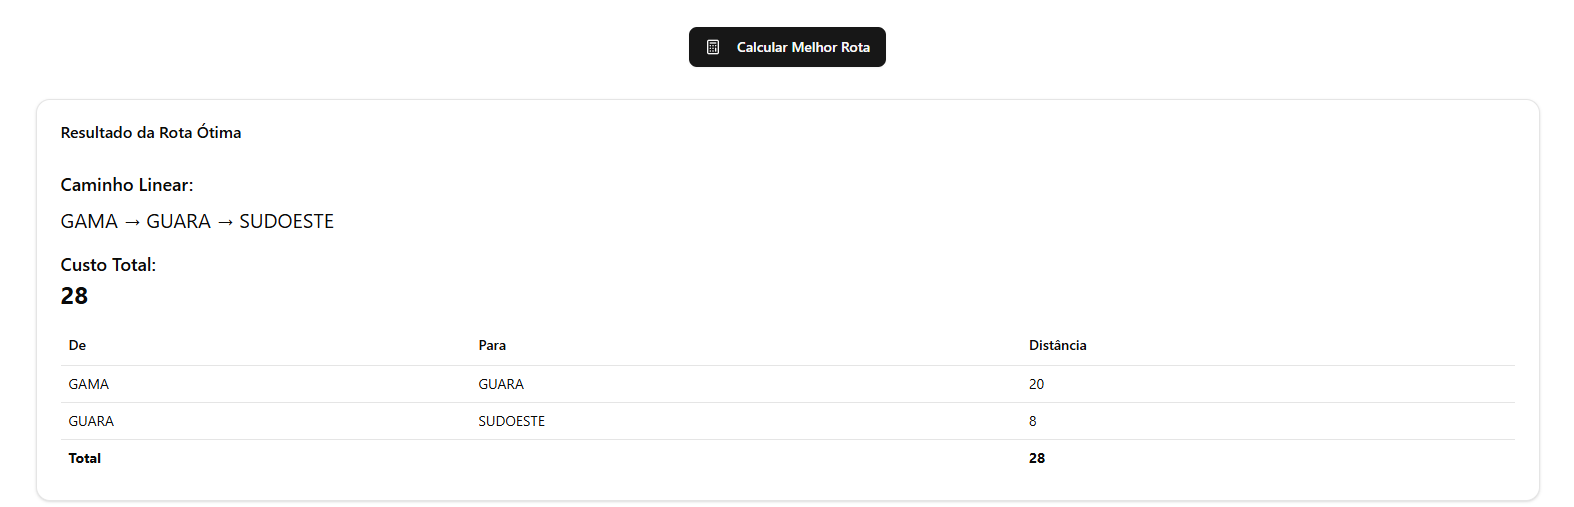 Calcular Melhor Rota
Resultado da Rota Ótima
Caminho Linear:
GAMA → GUARA → SUDOESTE
Custo Total:
28
De Para Distância
GAMA GUARA 20
GUARA SUDOESTE 8
Total 28